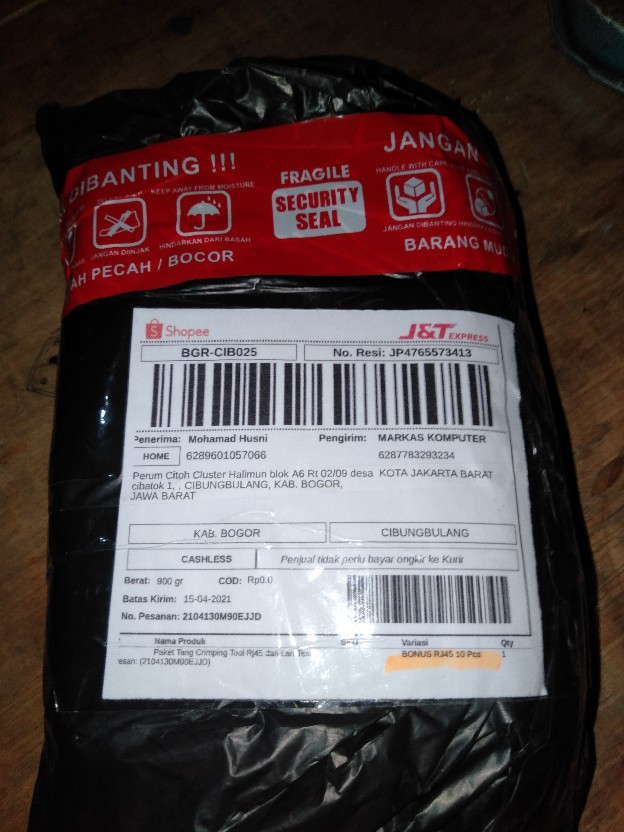 DIBANTING !!!
JANGAN
KEEP AWAY FROM MOISTURE
FRAGILE
HANDLE WITH CARE
SECURITY
SEAL
JANGAN DIINJAK
HINDARKAN DARI BASAH
JANGAN DIBANTING
AH PECAH / BOCOR
BARANG MU
Shopee
J&T EXPRESS
BGR-CIB025
No. Resi: JP4765573413
Penerima: Mohamad Husni
Pengirim: MARKAS KOMPUTER
HOME
6289601057066
6287783293234
Perum Citoh Cluster Halimun blok A6 Rt 02/09 desa
KOTA JAKARTA BARAT
cibatok 1, , CIBUNGBULANG, KAB. BOGOR,
JAWA BARAT
KAB. BOGOR
CIBUNGBULANG
CASHLESS
Penjual tidak perlu bayar ongkir ke Kurir
Berat: 900 gr
COD: Rp0.0
Batas Kirim: 15-04-2021
No. Pesanan: 2104130M90EJJD
Nama Produk
SKU
Variasi
Qty
Paket Tang Crimping Tool Rj45 dan Lan Tes
BONUS RJ45 10 Pcs
1
esan: (2104130M90EJJD)